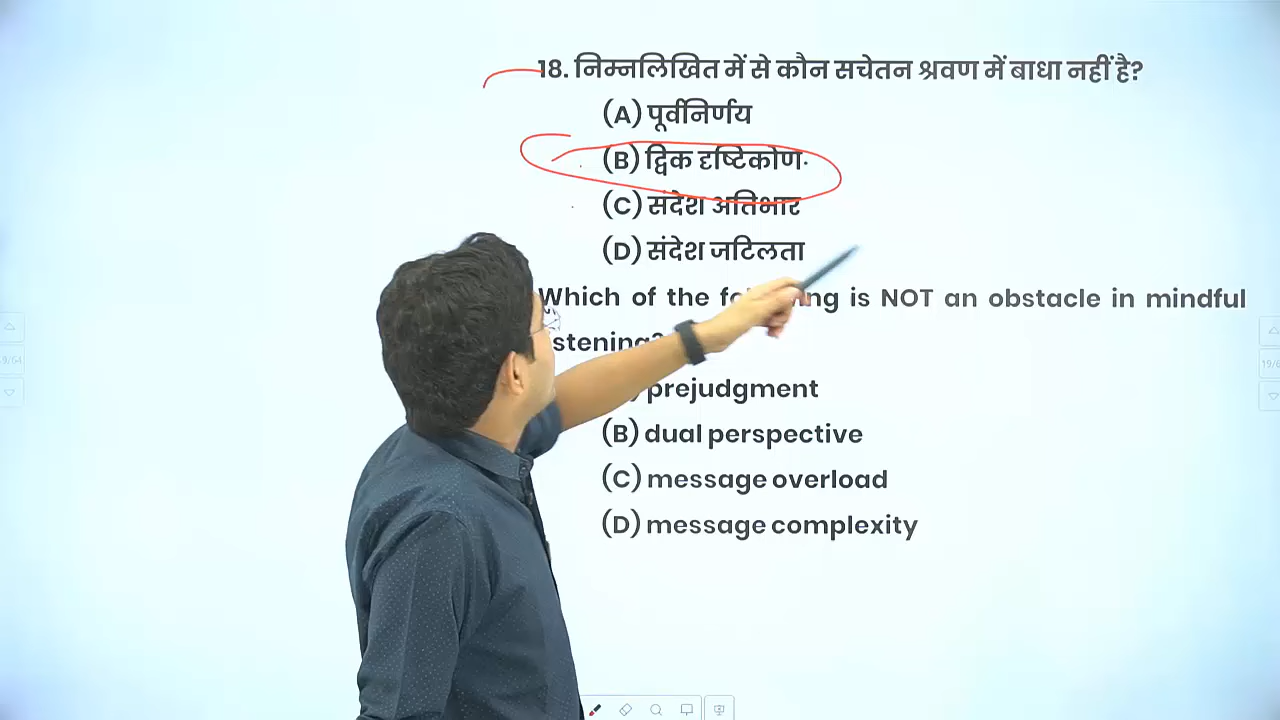 18. निम्नलिखित में से कौन सचेतन श्रवण में बाधा नहीं है?
(A) पूर्वनिर्णय
(B) द्विक दृष्टिकोण
(C) संदेश अतिभार
(D) संदेश जटिलता
Which of the is NOT an obstacle in mindful
prejudgment
(B) dual perspective
(C) message overload
(D) message complexity